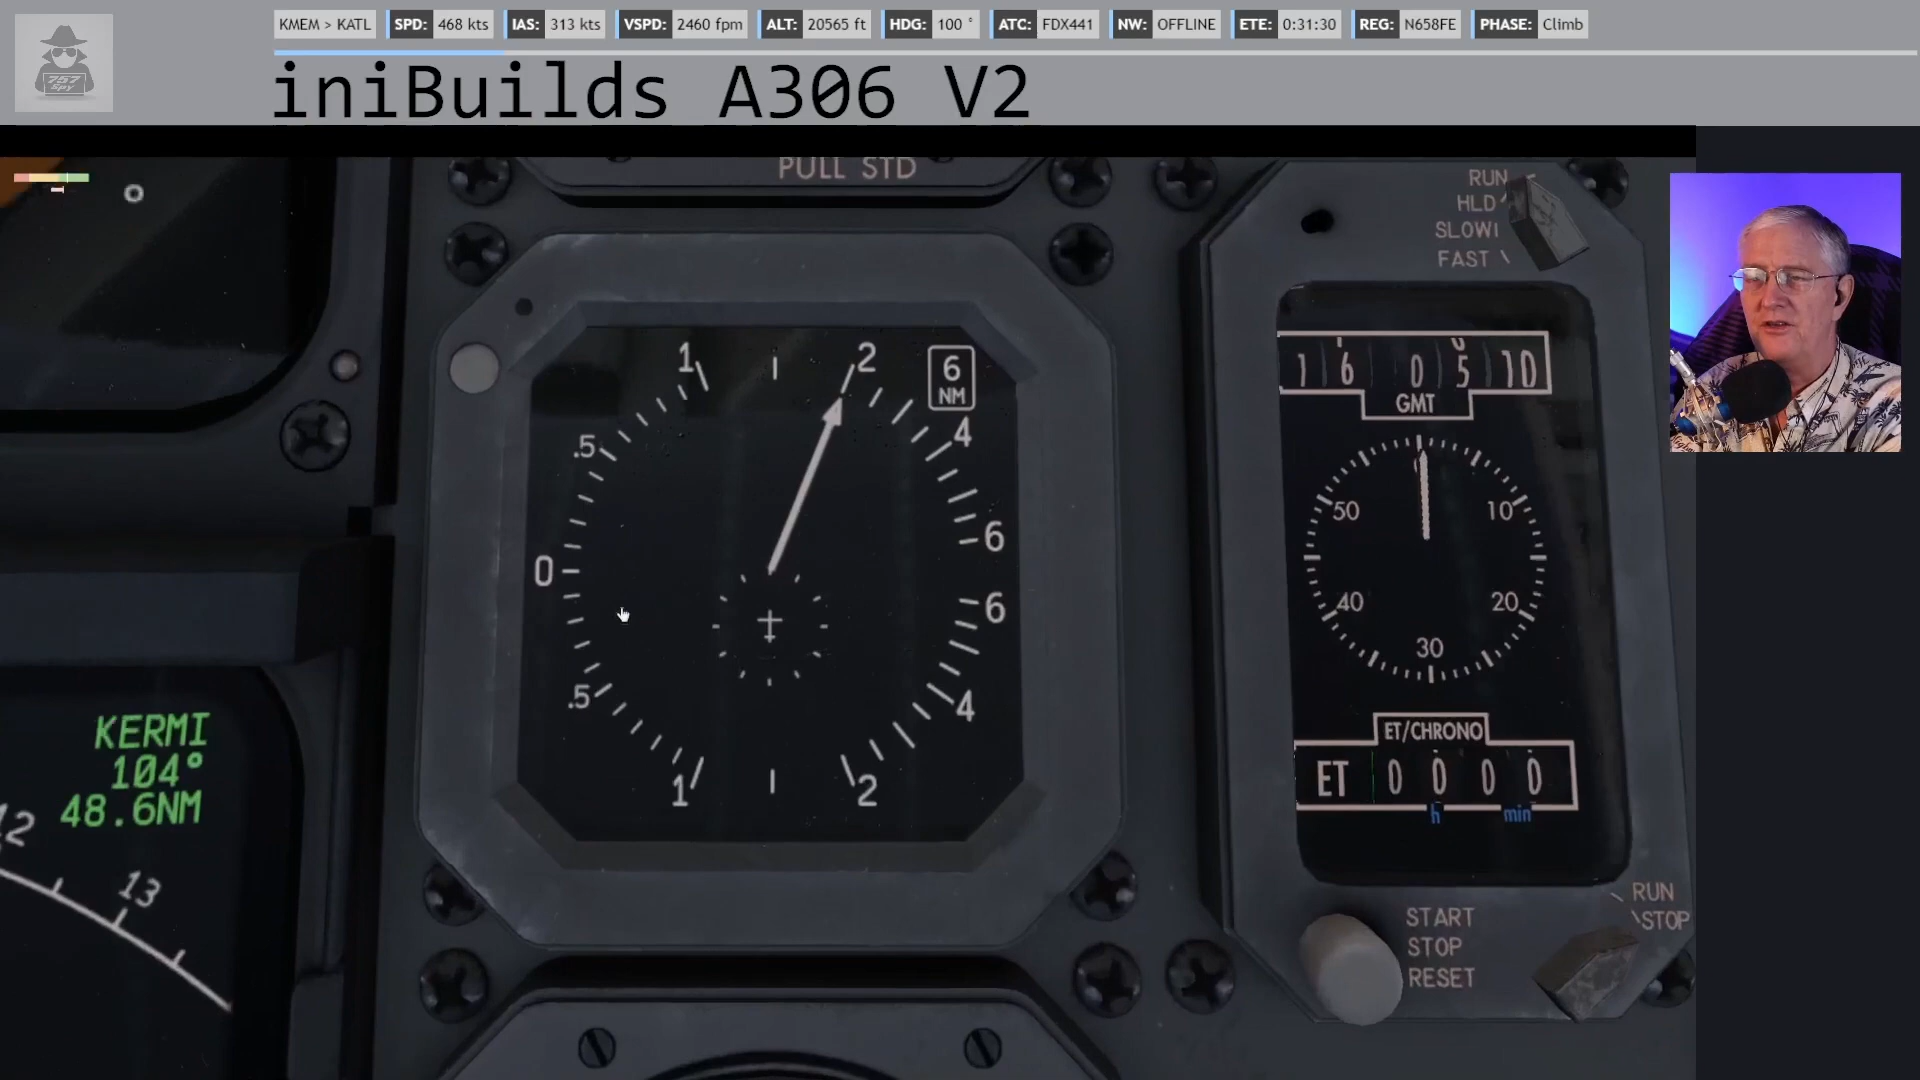 KMEM > KATL SPD: 468 kts IAS: 313 kts VSPD: 2460 fpm ALT: 20565 ft HDG: 100 ° ATC: FDX441 NW: OFFLINE ETE: 0:31:30 REG: N658FE PHASE: Climb
757
Spy
iniBuilds A306 V2
PULL STD
RUN
HLD
SLOW
FAST
1 2
6
NM
.5 4
6
0
6
.5 4
1 2
16 05 10
GMT
50 10
40 20
30
ET/CHRONO
ET 0 0 0 0
h min
KERMI
104°
48.6NM
12
13
RUN
STOP
START
STOP
RESET